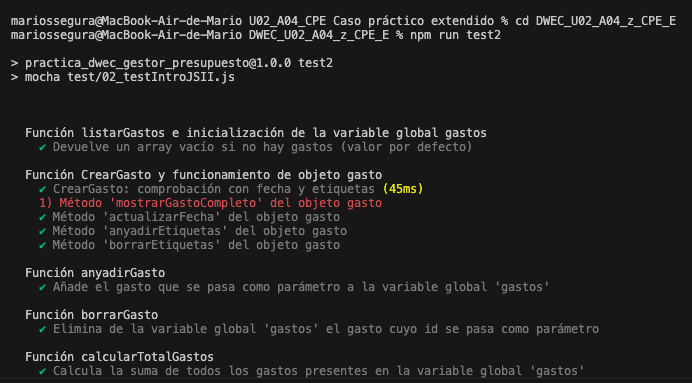 mariossegura@MacBook-Air-de-Mario U02_A04_CPE Caso práctico extendido % cd DWEC_U02_A04_z_CPE_E
mariossegura@MacBook-Air-de-Mario DWEC_U02_A04_z_CPE_E % npm run test2
> practica_dwec_gestor_presupuesto@1.0.0 test2
> mocha test/02_testIntroJSII.js
Función listarGastos e inicialización de la variable global gastos
✔ Devuelve un array vacío si no hay gastos (valor por defecto)
Función CrearGasto y funcionamiento de objeto gasto
✔ CrearGasto: comprobación con fecha y etiquetas (45ms)
1) Método 'mostrarGastoCompleto' del objeto gasto
✔ Método 'actualizarFecha' del objeto gasto
✔ Método 'anyadirEtiquetas' del objeto gasto
✔ Método 'borrarEtiquetas' del objeto gasto
Función anyadirGasto
✔ Añade el gasto que se pasa como parámetro a la variable global 'gastos'
Función borrarGasto
✔ Elimina de la variable global 'gastos' el gasto cuyo id se pasa como parámetro
Función calcularTotalGastos
✔ Calcula la suma de todos los gastos presentes en la variable global 'gastos'